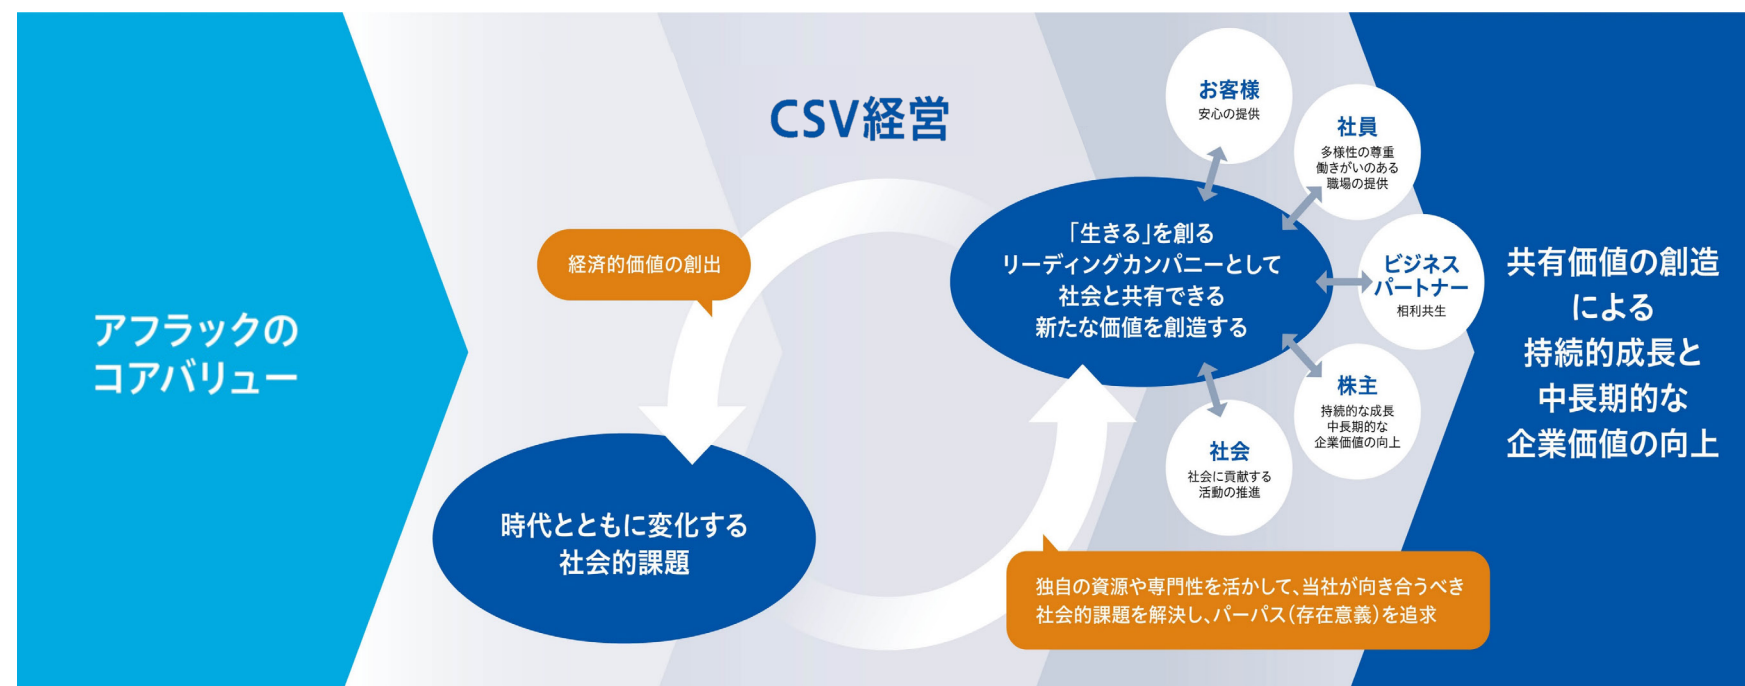 アフラックの
コアバリュー
CSV経営
経済的価値の創出
時代とともに変化する
社会的課題
「生きる」を創る
リーディングカンパニーとして
社会と共有できる
新たな価値を創造する
お客様
安心の提供
社員
多様性の尊重
働きがいのある
職場の提供
ビジネス
パートナー
相利共生
株主
持続的な成長
中長期的な
企業価値の向上
社会
社会に貢献する
活動の推進
独自の資源や専門性を活かして、当社が向き合うべき
社会的課題を解決し、パーパス（存在意義）を追求
共有価値の創造
による
持続的成長と
中長期的な
企業価値の向上